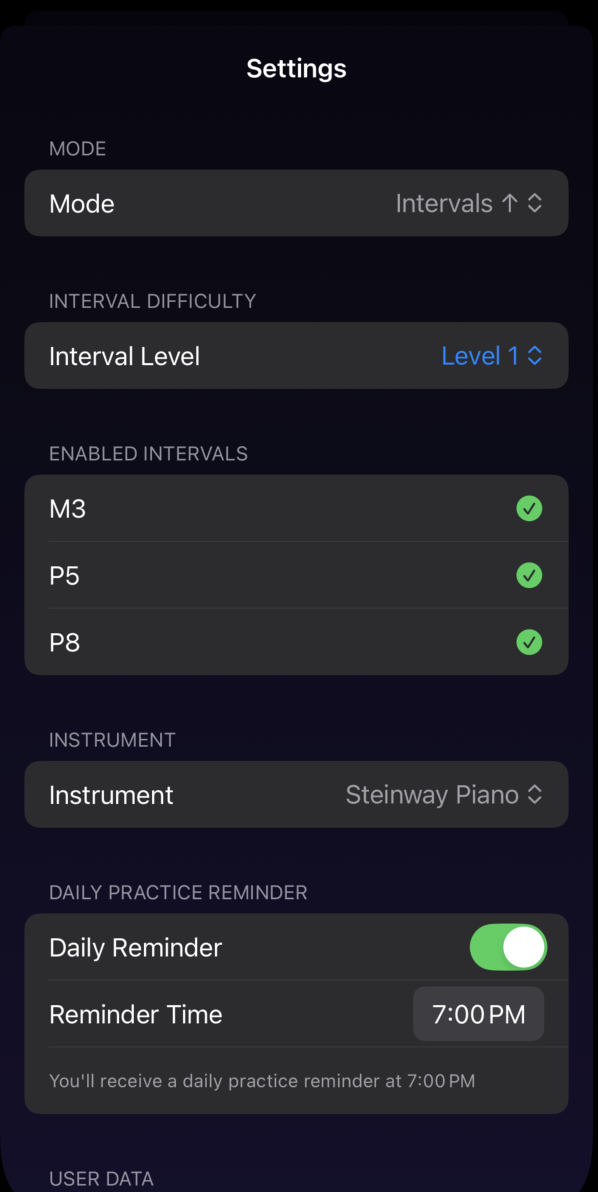 Settings
MODE
Mode Intervals ↑
INTERVAL DIFFICULTY
Interval Level Level 1
ENABLED INTERVALS
M3
P5
P8
INSTRUMENT
Instrument Steinway Piano
DAILY PRACTICE REMINDER
Daily Reminder
Reminder Time 7:00 PM
You'll receive a daily practice reminder at 7:00 PM
USER DATA